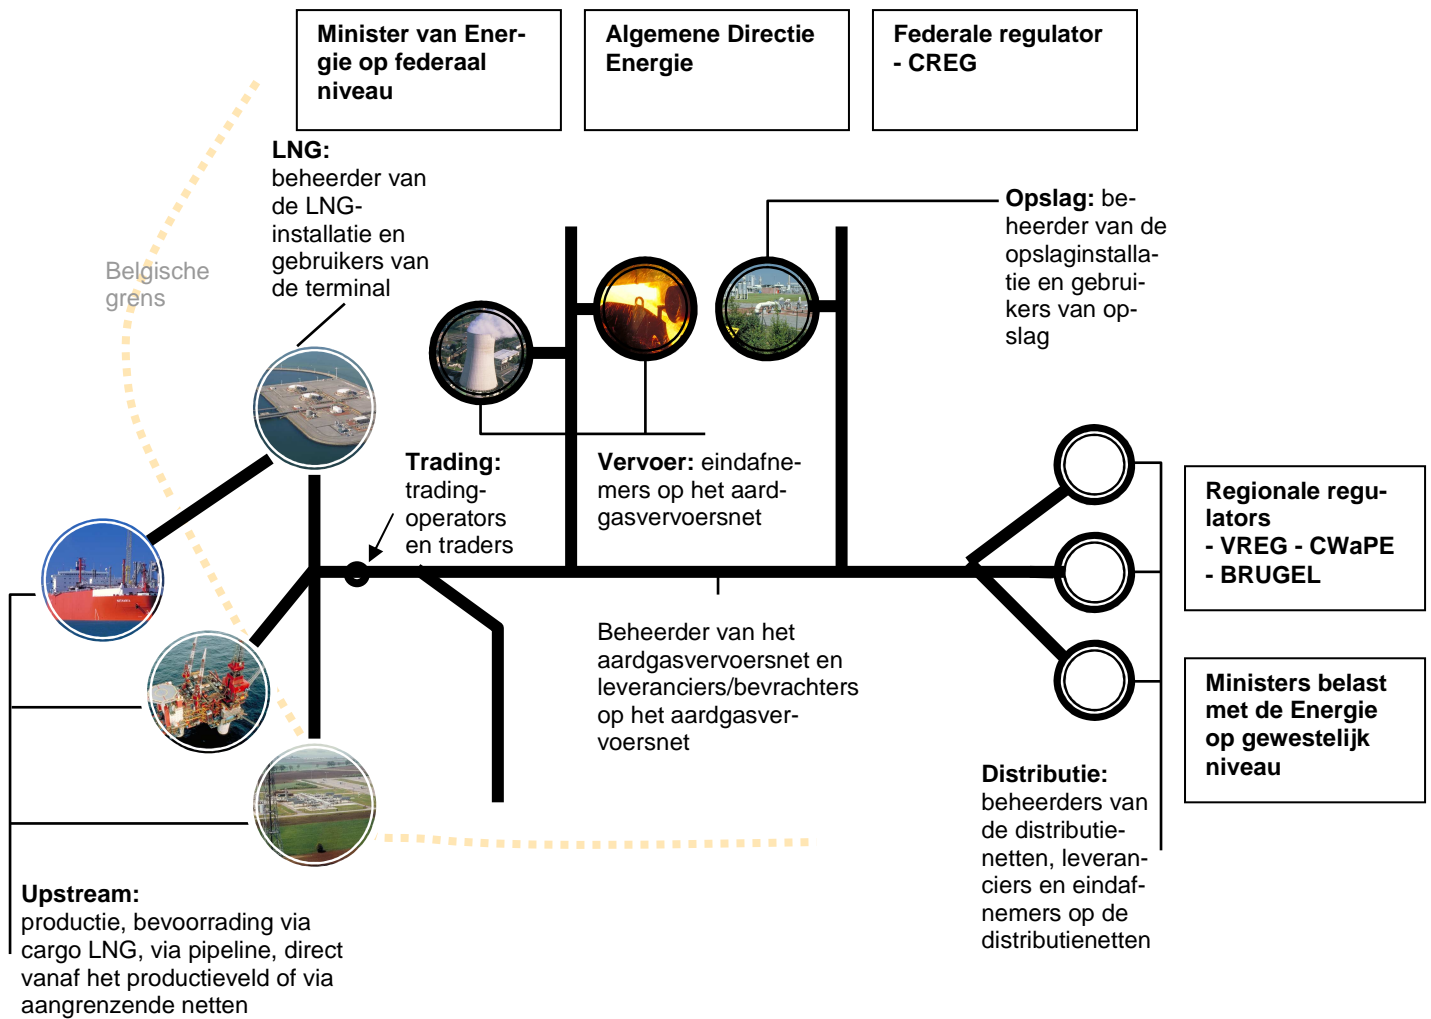 Minister van Ener-
gie op federaal
niveau
Algemene Directie
Energie
Federale regulator
- CREG
LNG:
beheerder van
de LNG-
installatie en
gebruikers van
de terminal
Opslag: be-
heerder van de
opslaginstalla-
tie en gebrui-
kers van op-
slag
Belgische
grens
Trading:
trading-
operators
en traders
Vervoer: eindafne-
mers op het aard-
gasvervoersnet
Regionale regu-
lators
- VREG - CWaPE
- BRUGEL
Beheerder van het
aardgasvervoersnet en
leveranciers/bevrachters
op het aardgasver-
voersnet
Ministers belast
met de Energie
op gewestelijk
niveau
Distributie:
beheerders van
de distributie-
netten, leveran-
ciers en eindaf-
nemers op de
distributienetten
Upstream:
productie, bevoorrading via
cargo LNG, via pipeline, direct
vanaf het productieveld of via
aangrenzende netten